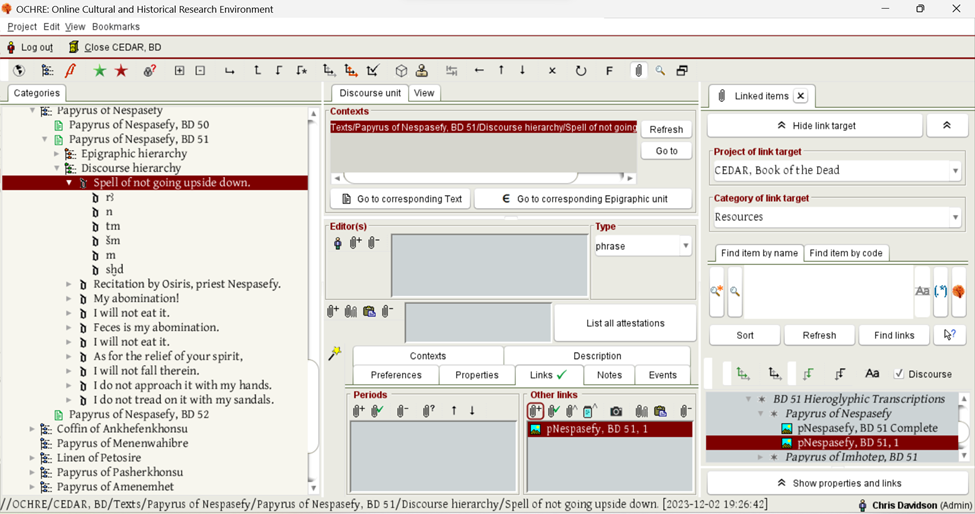 OCHRE: Online Cultural and Historical Research Environment
Project Edit View Bookmarks
Log out Close CEDAR, BD
F
Categories
Papyrus of Nespasefy
Papyrus of Nespasefy, BD 50
Papyrus of Nespasefy, BD 51
Epigraphic hierarchy
Discourse hierarchy
Spell of not going upside down.
rꜣ
n
tm
šm
m
sḫd
Recitation by Osiris, priest Nespasefy.
My abomination!
I will not eat it.
Feces is my abomination.
I will not eat it.
As for the relief of your spirit,
I will not fall therein.
I do not approach it with my hands.
I do not tread on it with my sandals.
Papyrus of Nespasefy, BD 52
Coffin of Ankhefenkhonsu
Papyrus of Menenwahibre
Linen of Petosire
Papyrus of Pasherkhonsu
Papyrus of Amenemhet
Discourse unit View
Contexts
Texts/Papyrus of Nespasefy, BD 51/Discourse hierarchy/Spell of not going
Refresh
Go to
Go to corresponding Text
Go to corresponding Epigraphic unit
Editor(s)
Type
phrase
List all attestations
Contexts Description
Preferences Properties Links Notes Events
Periods
Other links
pNespasefy, BD 51, 1
Linked items
Hide link target
Project of link target
CEDAR, Book of the Dead
Category of link target
Resources
Find item by name Find item by code
Aa (.*)
Sort Refresh Find links
Aa Discourse
BD 51 Hieroglyphic Transcriptions
Papyrus of Nespasefy
pNespasefy, BD 51 Complete
pNespasefy, BD 51, 1
Papyrus of Imhotep, BD 51
Show properties and links
//OCHRE/CEDAR, BD/Texts/Papyrus of Nespasefy/Papyrus of Nespasefy, BD 51/Discourse hierarchy/Spell of not going upside down. [2023-12-02 19:26:42]
Chris Davidson (Admin)